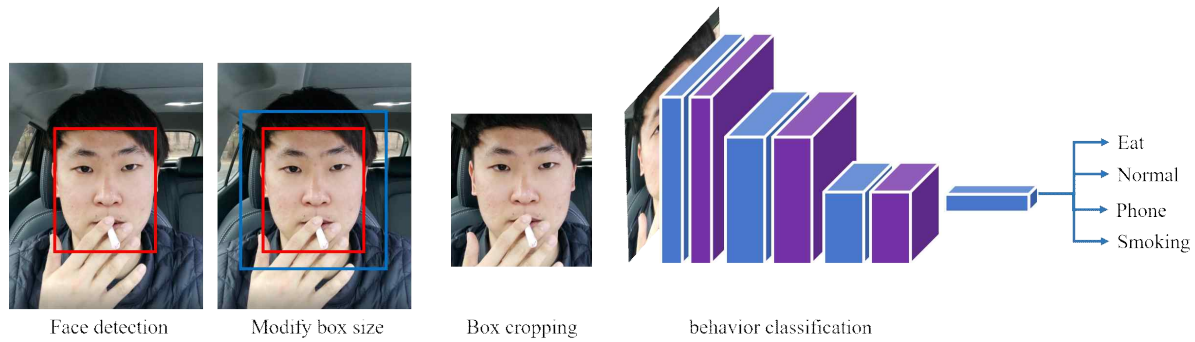 Eat
Normal
Phone
Smoking
Face detection
Modify box size
Box cropping
behavior classification